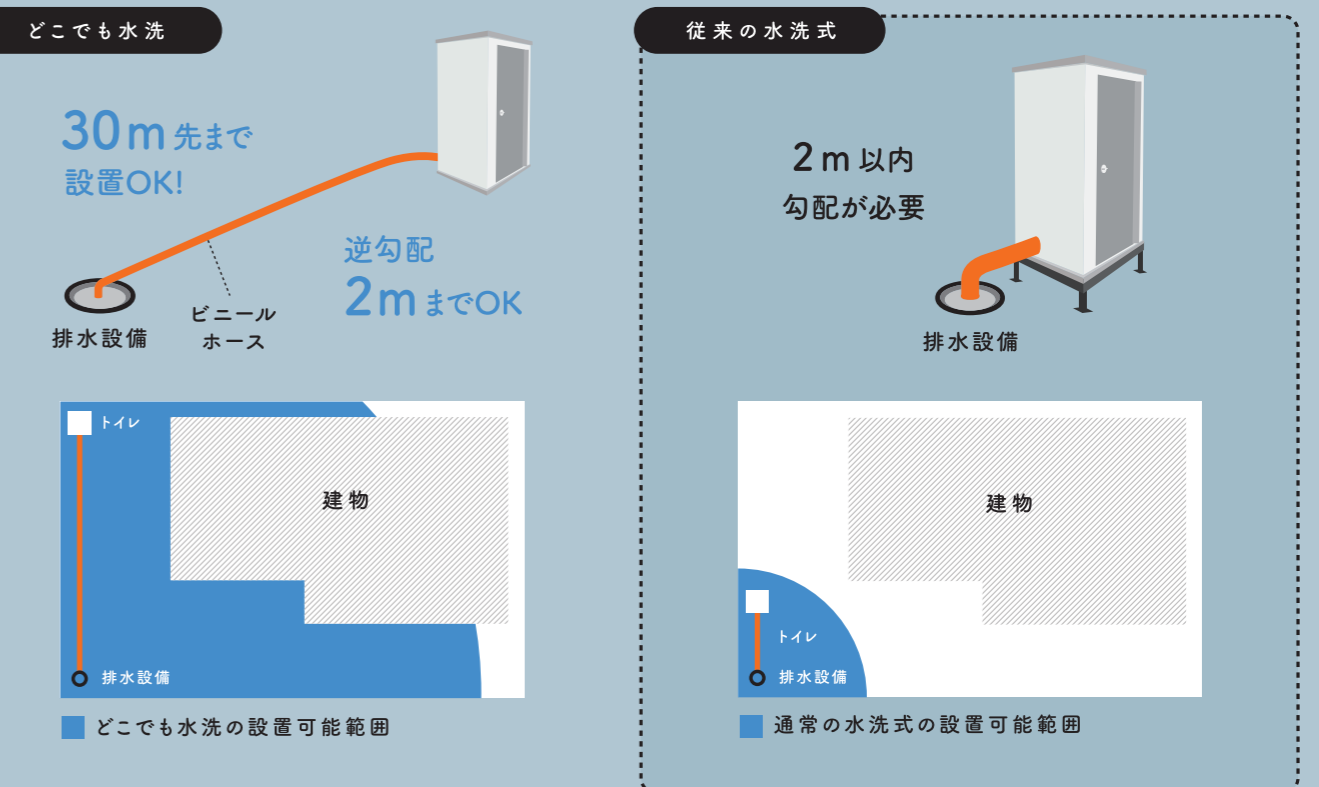 どこでも水洗
30m先まで
設置OK!
逆勾配
2mまでOK
ビニール
ホース
排水設備
トイレ
建物
排水設備
どこでも水洗の設置可能範囲
従来の水洗式
2m以内
勾配が必要
排水設備
建物
トイレ
排水設備
通常の水洗式の設置可能範囲